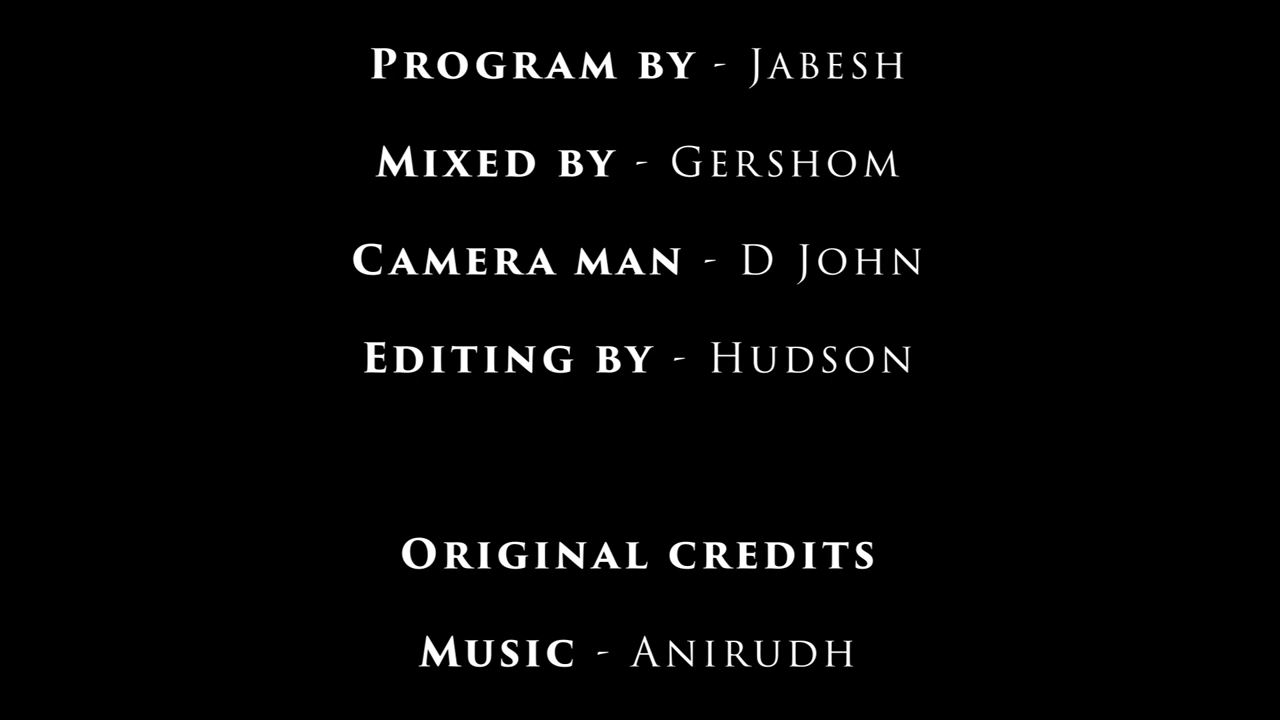 Program by - Jabesh
Mixed by - Gershom
Camera man - D John
Editing by - Hudson
Original credits
Music - Anirudh